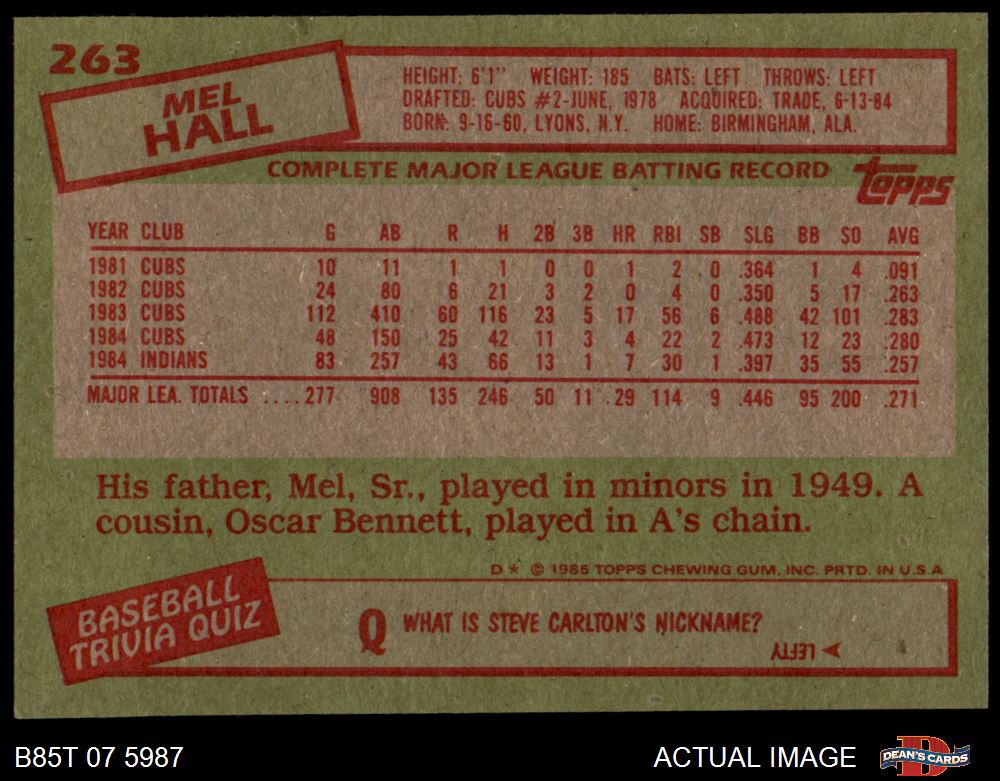 263
MEL
HALL
HEIGHT: 6'1" WEIGHT: 185 BATS: LEFT THROWS: LEFT
DRAFTED: CUBS #2-JUNE, 1978 ACQUIRED: TRADE, 6-13-84
BORN: 9-16-60, LYONS, N.Y. HOME: BIRMINGHAM, ALA.
COMPLETE MAJOR LEAGUE BATTING RECORD
topps
YEAR CLUB G AB R H 2B 3B HR RBI SB SLG BB SO AVG
1981 CUBS 10 11 1 1 0 0 1 2 0 .364 1 4 .091
1982 CUBS 24 80 6 21 3 2 0 4 0 .350 5 17 .263
1983 CUBS 112 410 60 116 23 5 17 56 6 .488 42 101 .283
1984 CUBS 48 150 25 42 11 3 4 22 2 .473 12 23 .280
1984 INDIANS 83 257 43 66 13 1 7 30 1 .397 35 55 .257
MAJOR LEA. TOTALS ....277 908 135 246 50 11 29 114 9 .446 95 200 .271
His father, Mel, Sr., played in minors in 1949. A
cousin, Oscar Bennett, played in A's chain.
D * © 1985 TOPPS CHEWING GUM, INC. PRTD. IN U.S.A
BASEBALL
TRIVIA QUIZ
Q WHAT IS STEVE CARLTON'S NICKNAME?
LEFTY
B85T 07 5987
ACTUAL IMAGE
D
DEAN'S CARDS